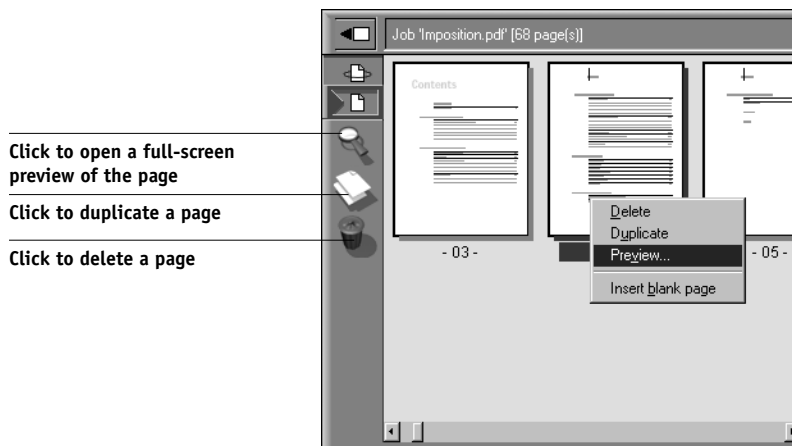 Job 'Imposition.pdf' [68 page(s)]
Contents
Click to open a full-screen
preview of the page
Click to duplicate a page
Click to delete a page
Delete
Duplicate
Preview...
Insert blank page
- 03 -
- 05 -